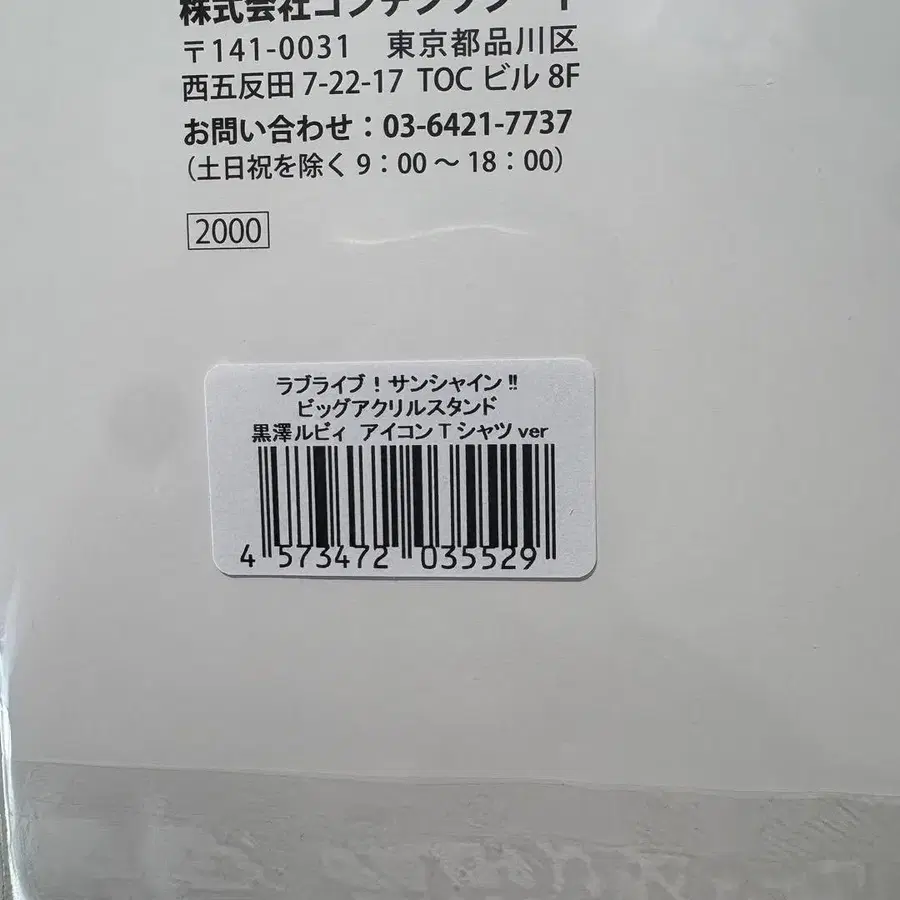 〒141-0031　東京都品川区
西五反田 7-22-17 TOC ビル 8F
お問い合わせ：03-6421-7737
（土日祝を除く 9：00 〜 18：00）
2000
ラブライブ！サンシャイン!!
ビッグアクリルスタンド
黒澤ルビィ アイコンTシャツver
4 573472 035529